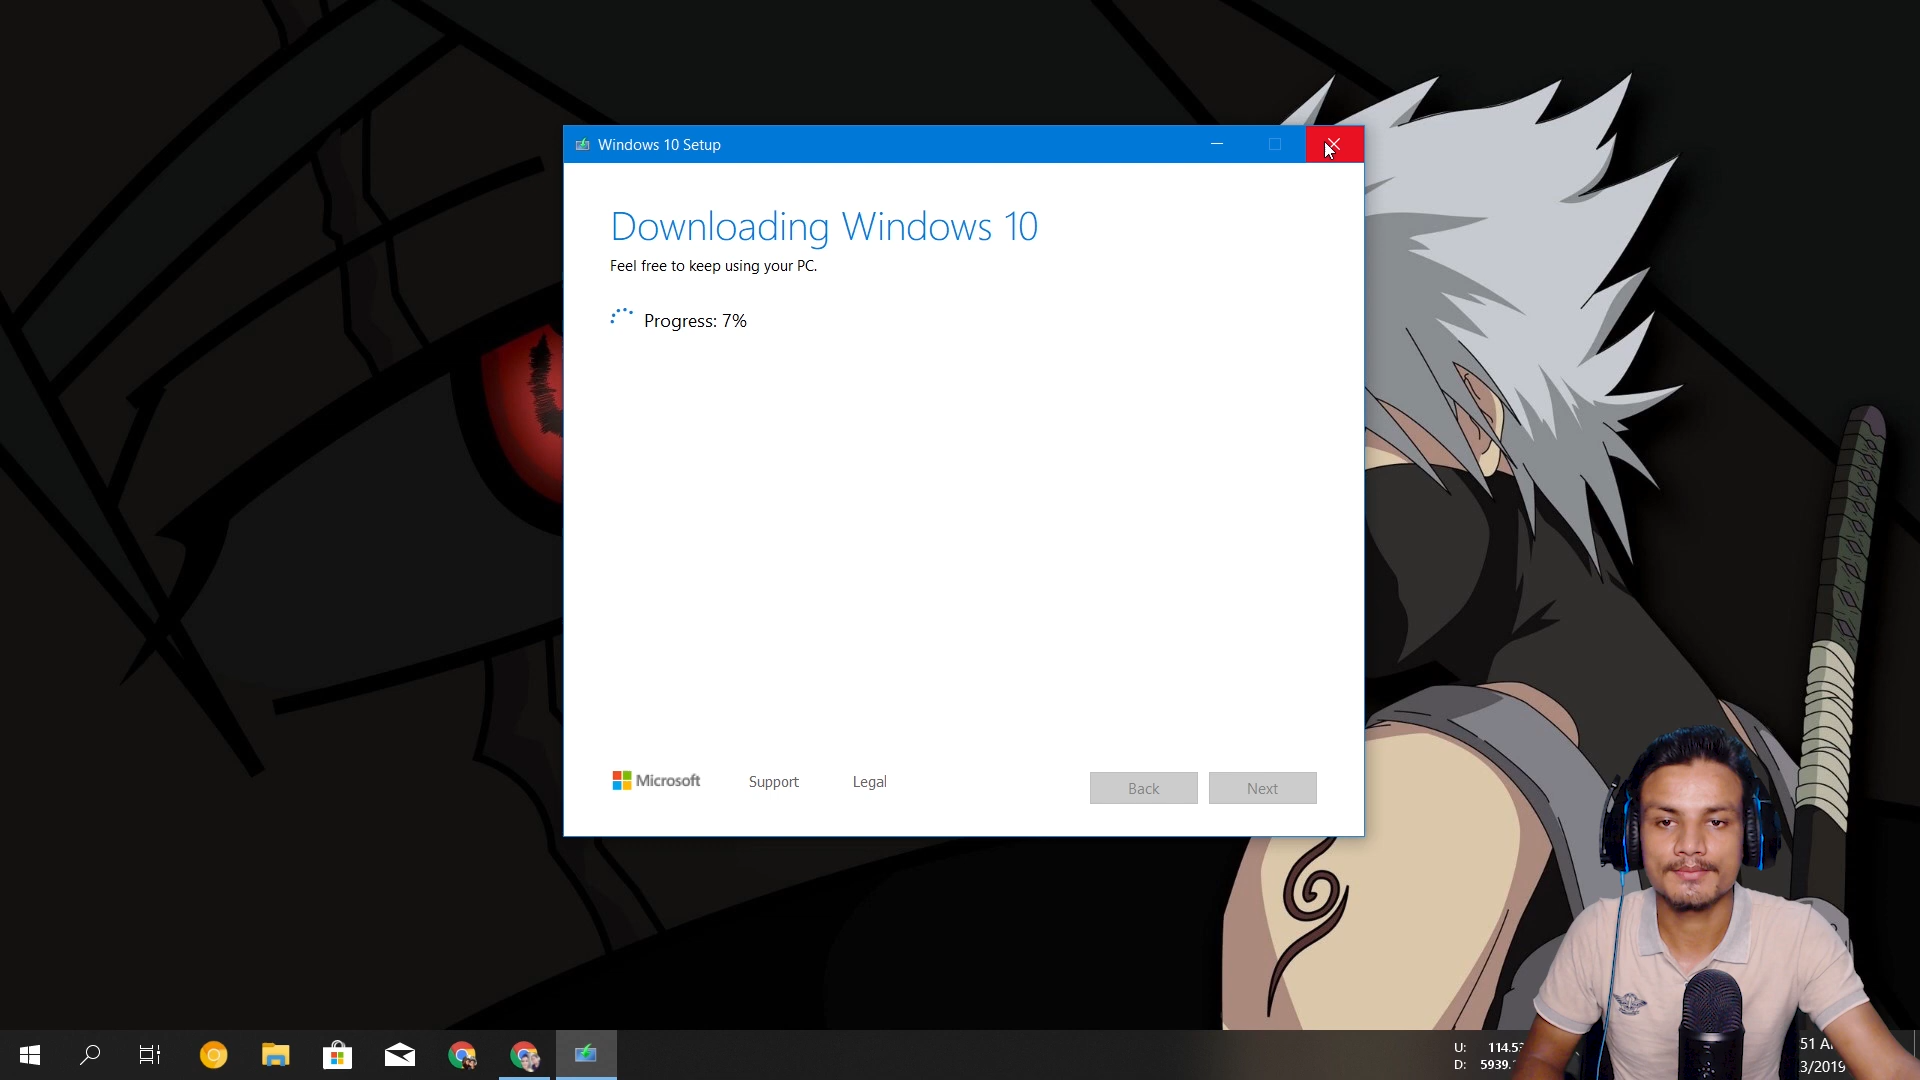 Windows 10 Setup
Downloading Windows 10
Feel free to keep using your PC.
Progress: 7%
Microsoft
Support
Legal
Back
Next
U:
D: